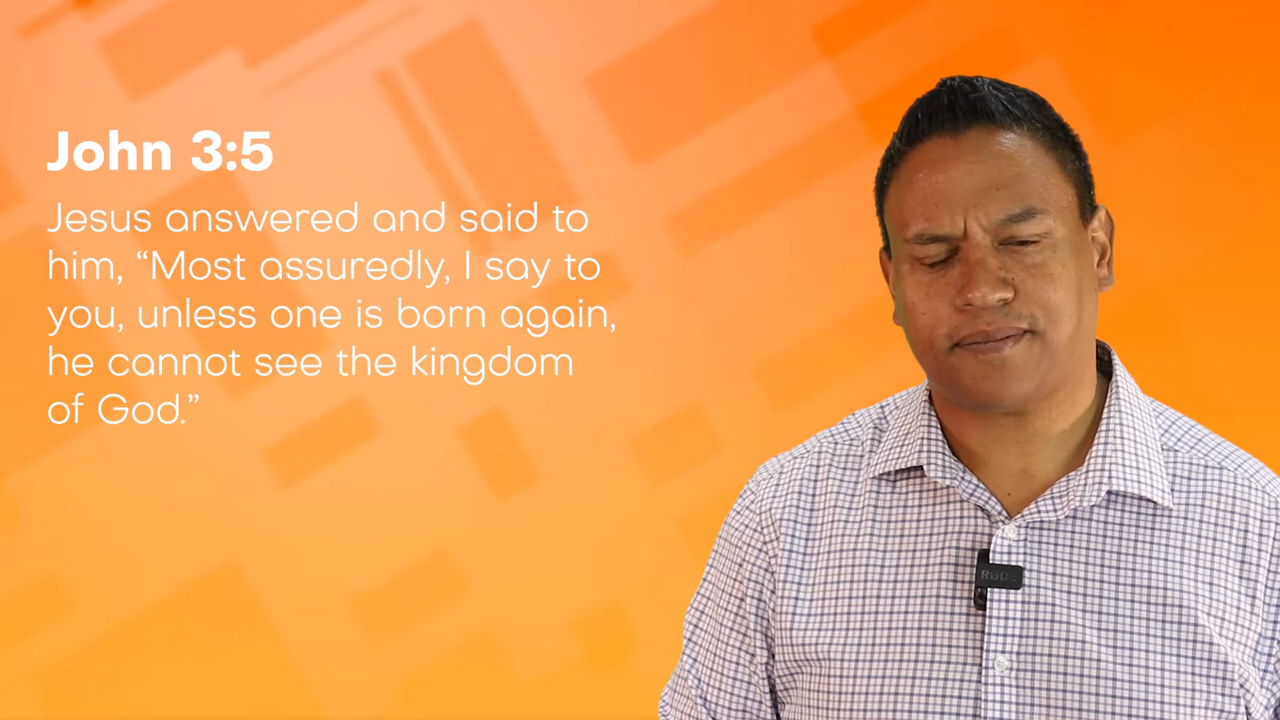 John 3:5
Jesus answered and said to
him, “Most assuredly, I say to
you, unless one is born again,
he cannot see the kingdom
of God.”
RØDE